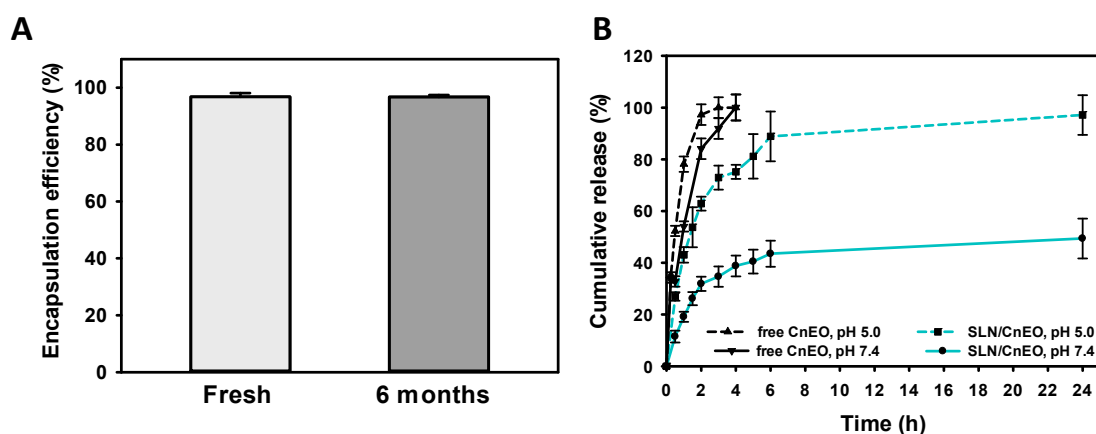 A
Encapsulation efficiency (%)
100
80
60
40
20
0
Fresh
6 months
B
Cumulative release (%)
120
100
80
60
40
20
0
free CnEO, pH 5.0
SLN/CnEO, pH 5.0
free CnEO, pH 7.4
SLN/CnEO, pH 7.4
0 2 4 6 8 10 12 14 16 18 20 22 24
Time (h)